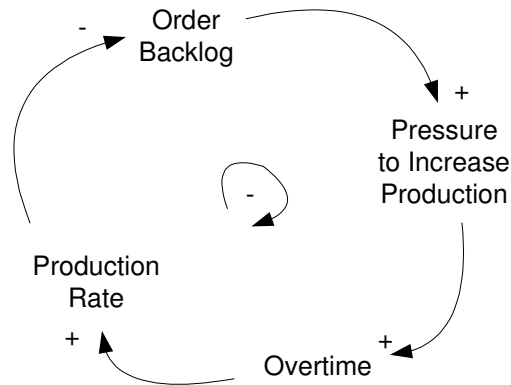 Order
Backlog
-
+
Pressure
to Increase
Production
-
Production
Rate
+
Overtime
+